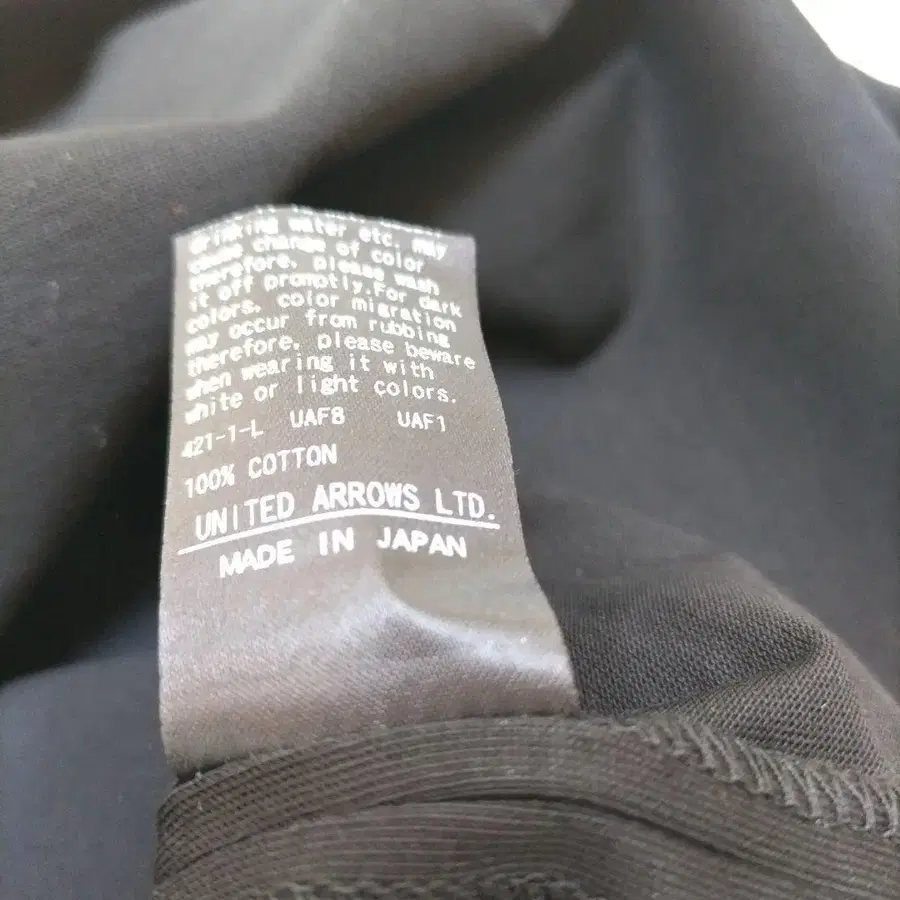 drinking water etc. may
cause change of color
therefore, please wash
it off promptly.For dark
colors, color migration
may occur from rubbing
therefore, please beware
when wearing it with
white or light colors.
421-1-L UAF8 UAF1
100% COTTON
UNITED ARROWS LTD.
MADE IN JAPAN